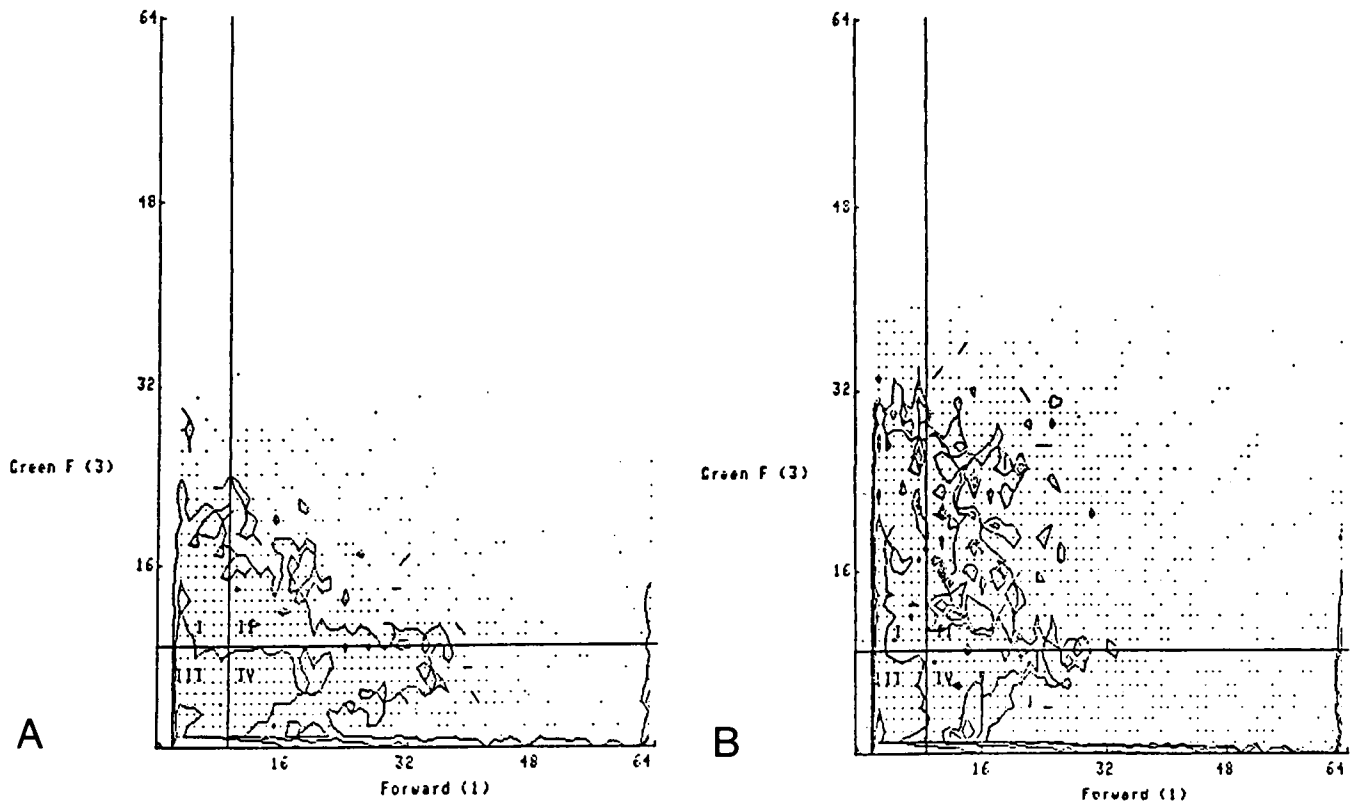 64
48
32
16
Green F (3)
I II
III IV
16 32 48 64
Forward (1)
A
64
48
32
16
Green F (3)
I
III IV
16 32 48 64
Forward (1)
B